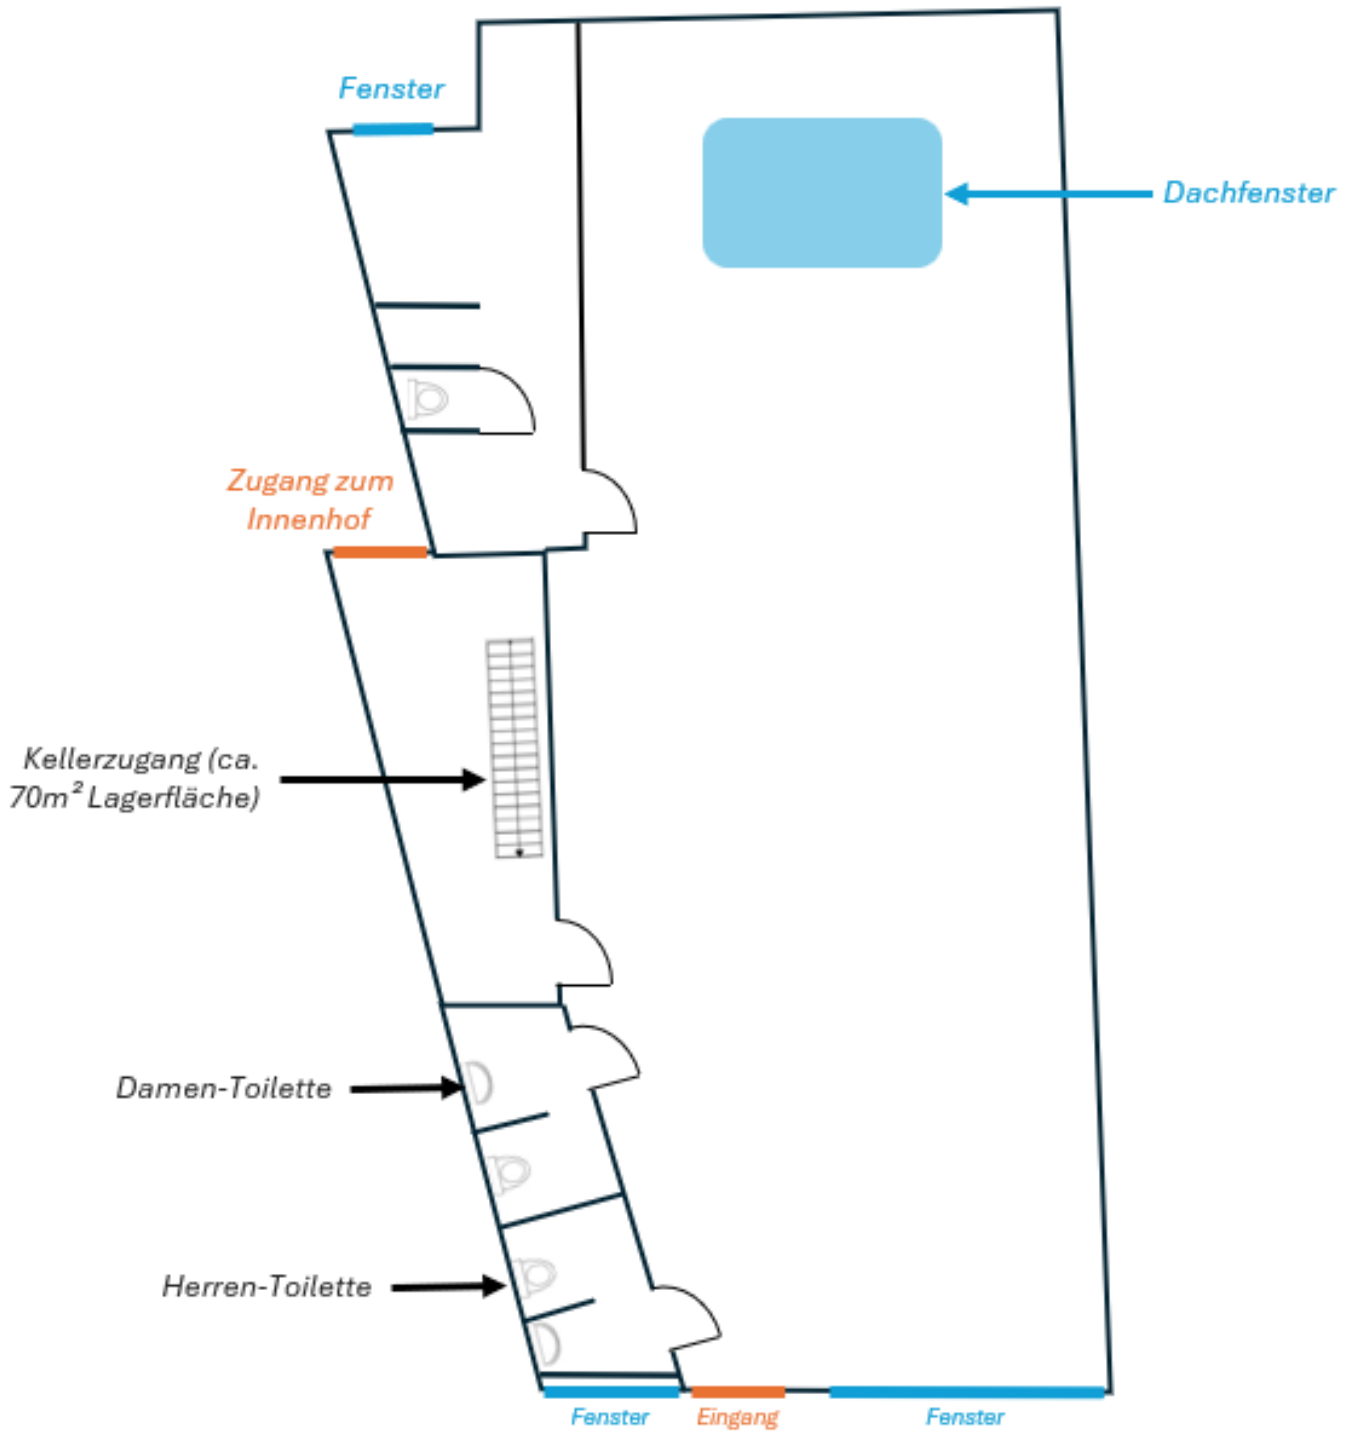 Fenster
Dachfenster
Zugang zum
Innenhof
Kellerzugang (ca.
70m² Lagerfläche)
Damen-Toilette
Herren-Toilette
Fenster
Eingang
Fenster